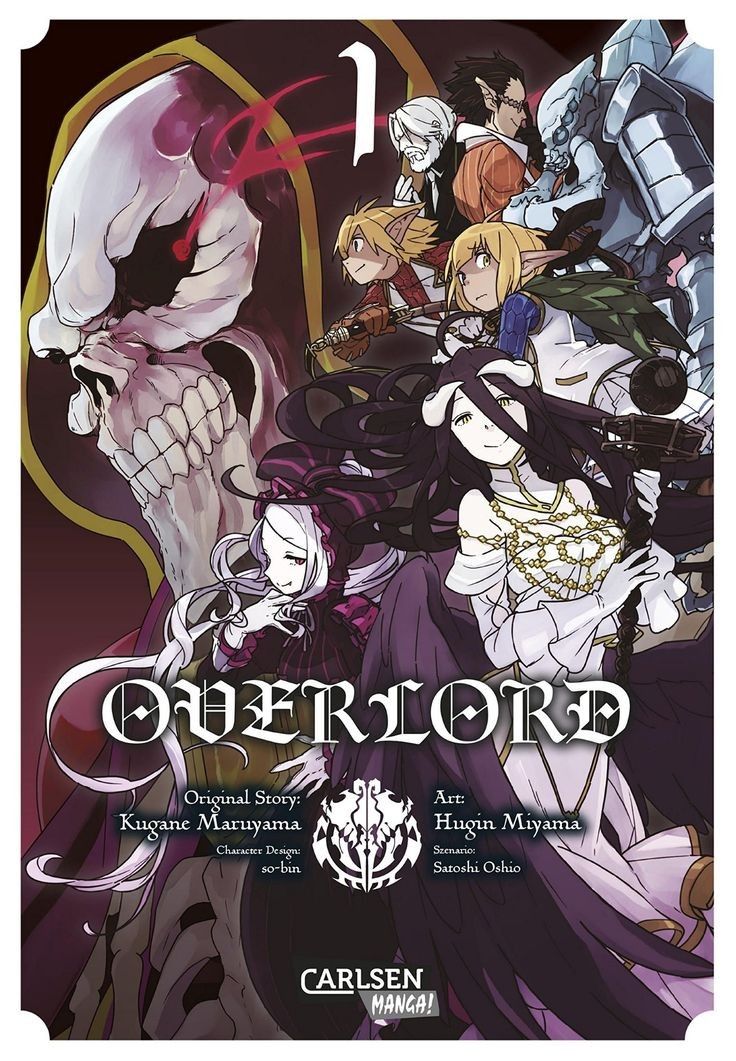 1
OVERLORD
Original Story:
Kugane Maruyama
Character Design:
so-bin
Art:
Hugin Miyama
Szenario:
Satoshi Oshio
CARLSEN
MANGA!